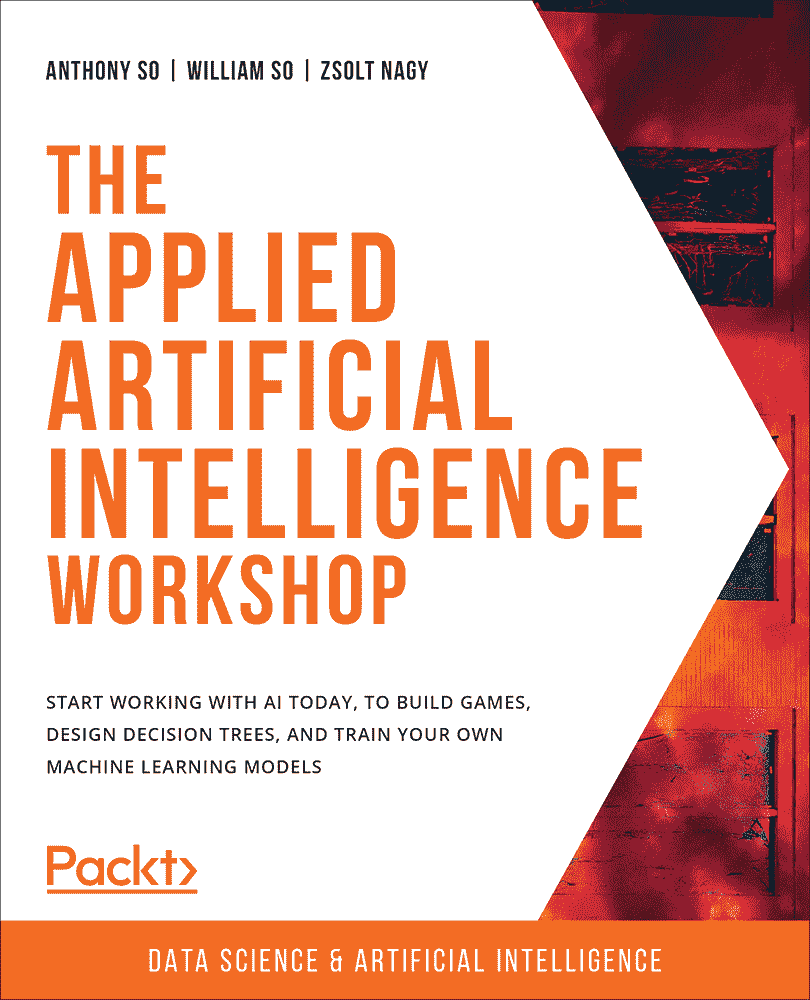 ANTHONY SO | WILLIAM SO | ZSOLT NAGY
THE
APPLIED
ARTIFICIAL
INTELLIGENCE
WORKSHOP
START WORKING WITH AI TODAY, TO BUILD GAMES,
DESIGN DECISION TREES, AND TRAIN YOUR OWN
MACHINE LEARNING MODELS
Packt>
DATA SCIENCE & ARTIFICIAL INTELLIGENCE